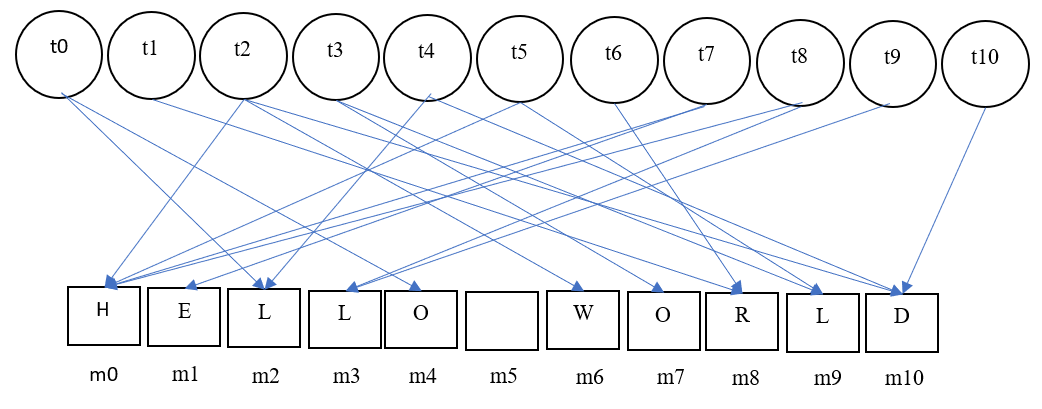 t0 t1 t2 t3 t4 t5 t6 t7 t8 t9 t10
H E L L O W O R L D
m0 m1 m2 m3 m4 m5 m6 m7 m8 m9 m10